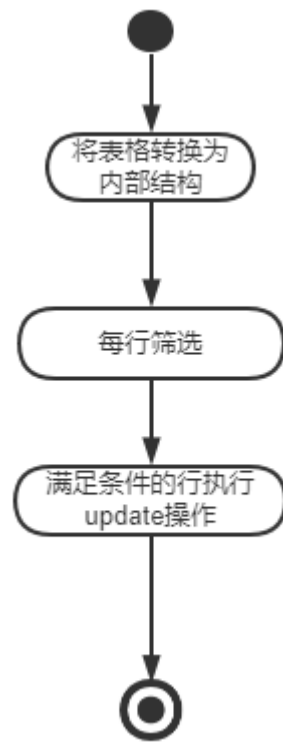 将表格转换为
内部结构
每行筛选
满足条件的行执行
update操作